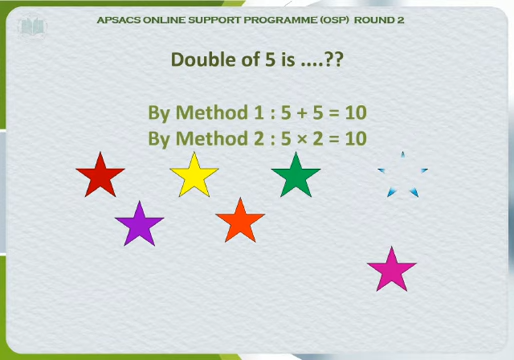 APSACS ONLINE SUPPORT PROGRAMME (OSP) ROUND 2
Double of 5 is ....??
By Method 1 : 5 + 5 = 10
By Method 2 : 5 × 2 = 10